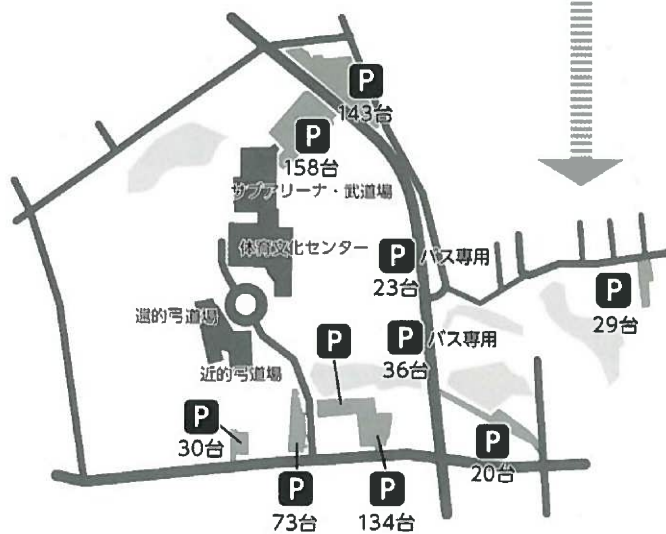 P
143台
P
158台
サブアリーナ・武道場
体育文化センター
P バス専用
23台
P
29台
遠的弓道場
P
P バス専用
36台
近的弓道場
P
30台
P
20台
P
73台
P
134台